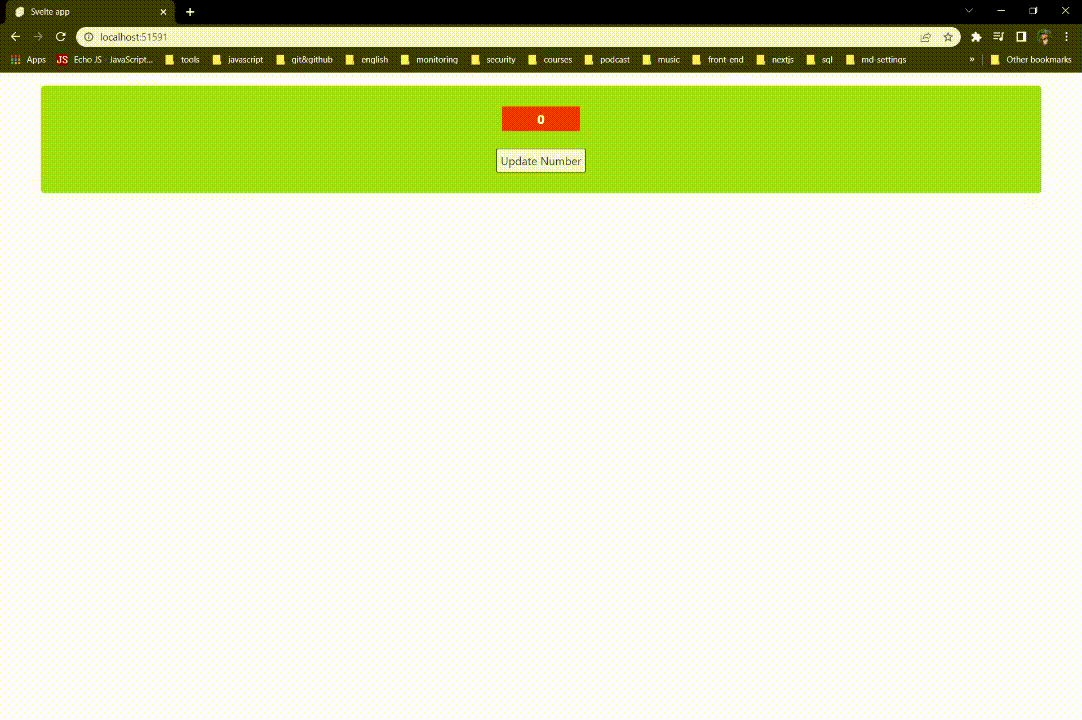 Svelte app
localhost:51591
Apps JS Echo JS - JavaScript... tools javascript git&github english monitoring security courses podcast music front-end nextjs sql md-settings » Other bookmarks
0
Update Number